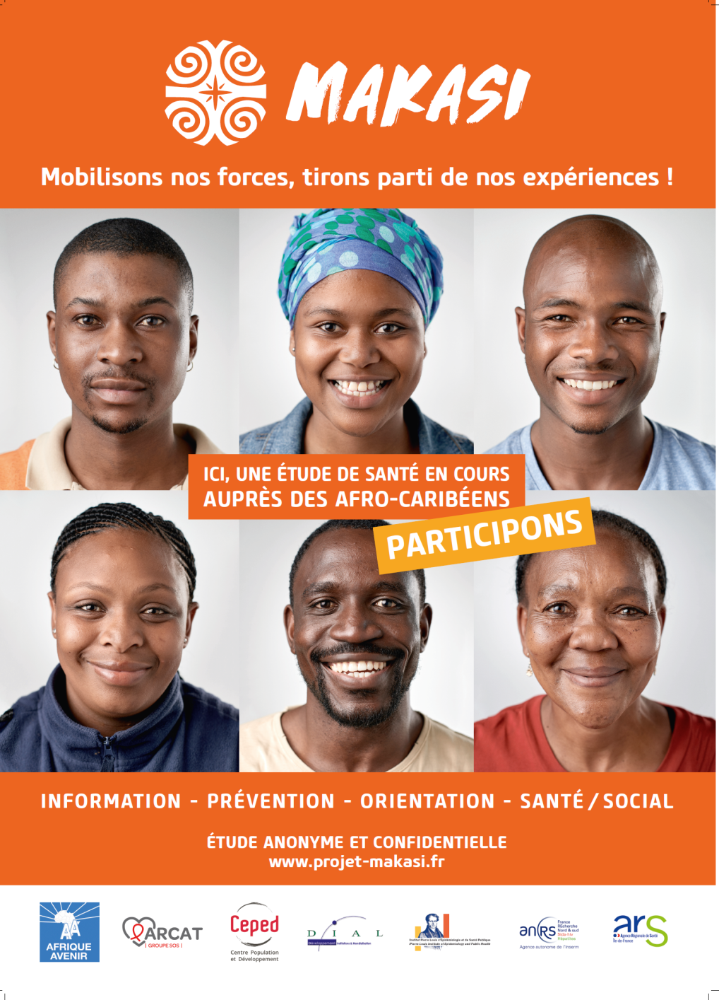 MAKASI
Mobilisons nos forces, tirons parti de nos expériences !
ICI, UNE ÉTUDE DE SANTÉ EN COURS
AUPRÈS DES AFRO-CARIBÉENS
PARTICIPONS
INFORMATION - PRÉVENTION - ORIENTATION - SANTÉ / SOCIAL
ÉTUDE ANONYME ET CONFIDENTIELLE
www.projet-makasi.fr
AA
AFRIQUE
AVENIR
ARCAT
| GROUPE SOS |
Ceped
Centre Population
et Développement
D I A L
Développement Institutions & Mondialisation
Institut Pierre Louis d'Epidémiologie et de Santé Publique
Pierre Louis Institute of Epidemiology and Public Health
anRS
France
REcherche
Nord & sud
Sida-hiv
Hépatites
Agence autonome de l'Inserm
ars
Agence Régionale de Santé
Île-de-France